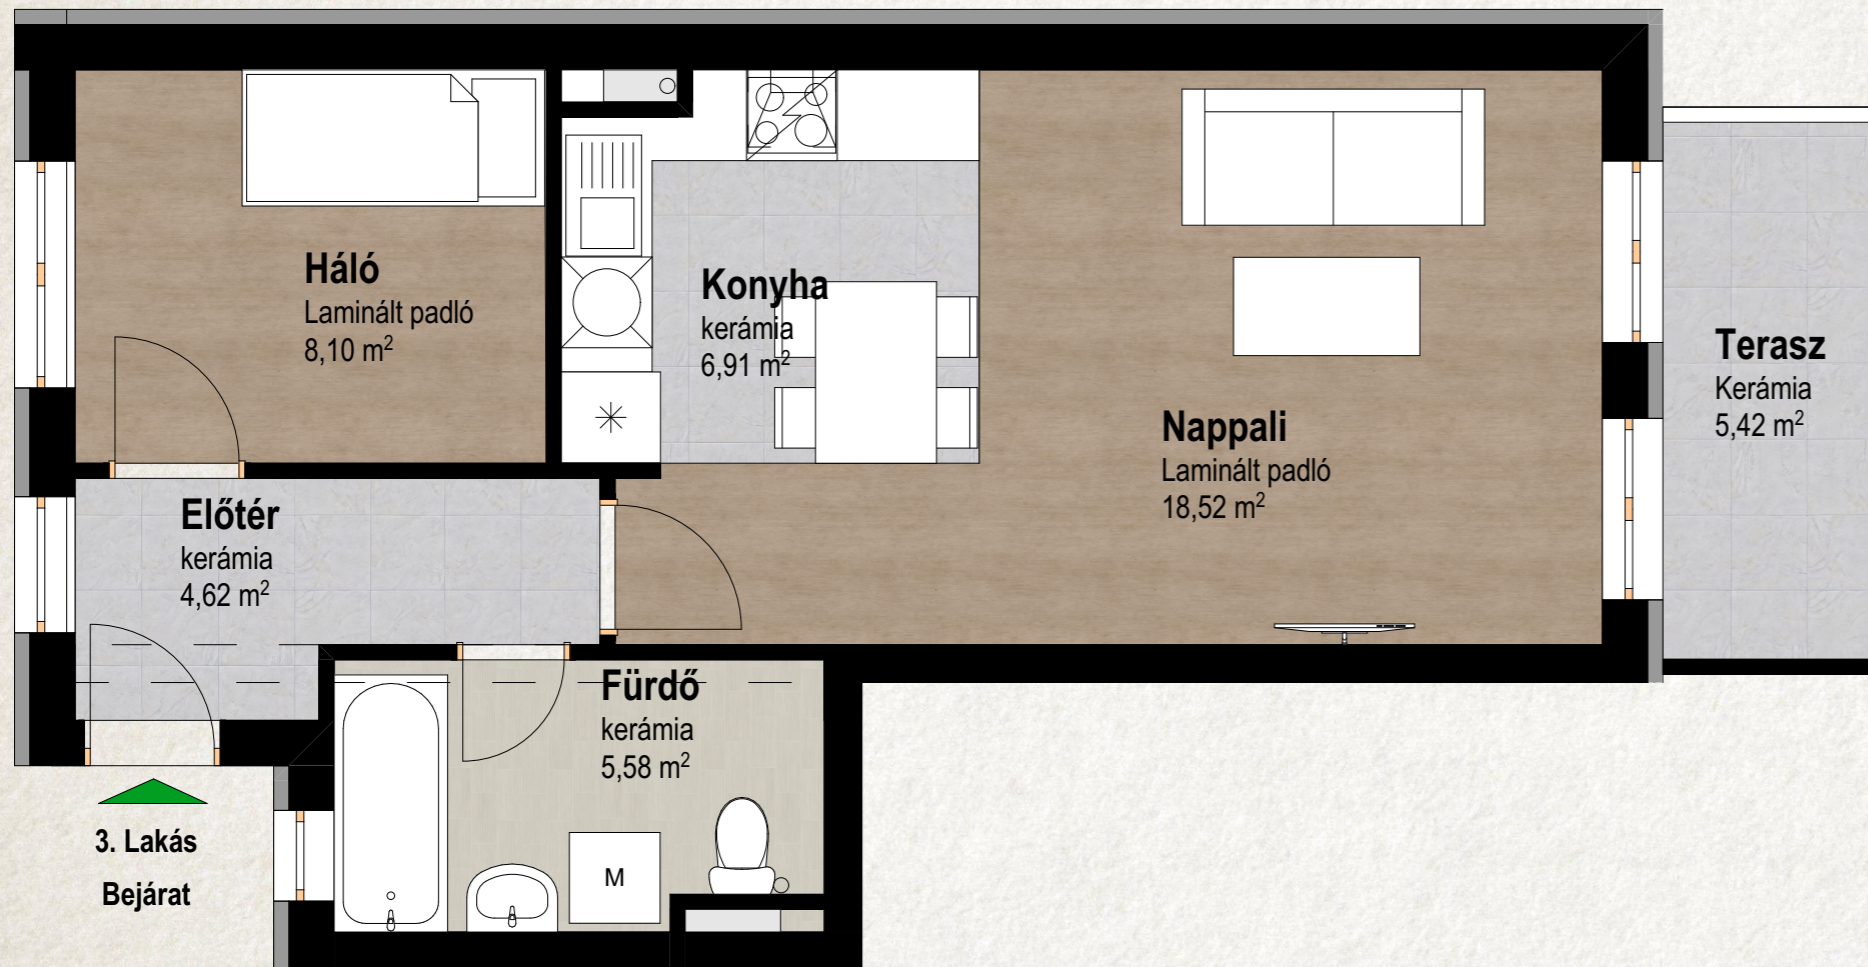 Háló
Laminált padló
8,10 m²
Konyha
kerámia
6,91 m²
Nappali
Laminált padló
18,52 m²
Terasz
Kerámia
5,42 m²
Előtér
kerámia
4,62 m²
Fürdő
kerámia
5,58 m²
M
3. Lakás
Bejárat